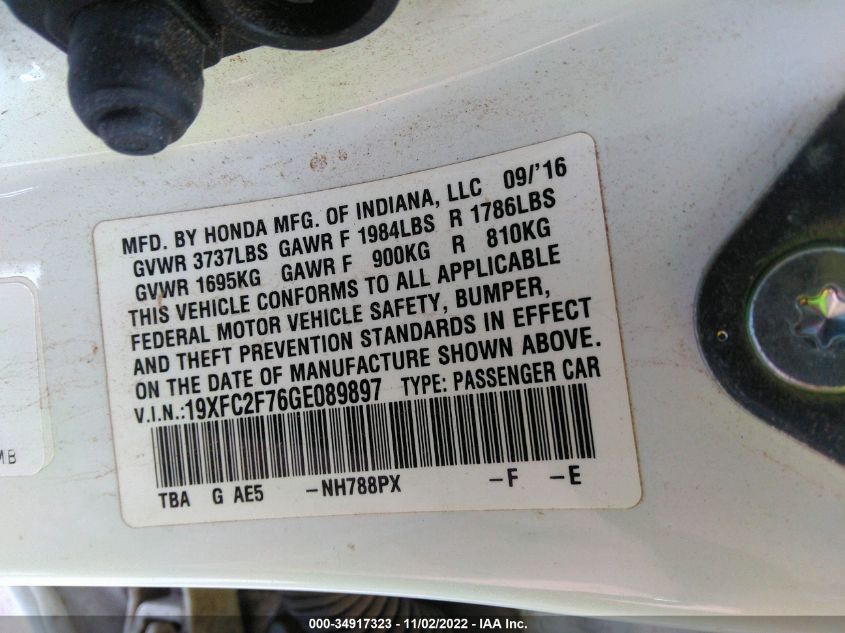 MFD. BY HONDA MFG. OF INDIANA, LLC 09/'16
GVWR 3737LBS GAWR F 1984LBS R 1786LBS
GVWR 1695KG GAWR F 900KG R 810KG
THIS VEHICLE CONFORMS TO ALL APPLICABLE
FEDERAL MOTOR VEHICLE SAFETY, BUMPER,
AND THEFT PREVENTION STANDARDS IN EFFECT
ON THE DATE OF MANUFACTURE SHOWN ABOVE.
V.I.N.:19XFC2F76GE089897 TYPE: PASSENGER CAR
TBA G AE5 -NH788PX -F -E
000-34917323 - 11/02/2022 - IAA Inc.